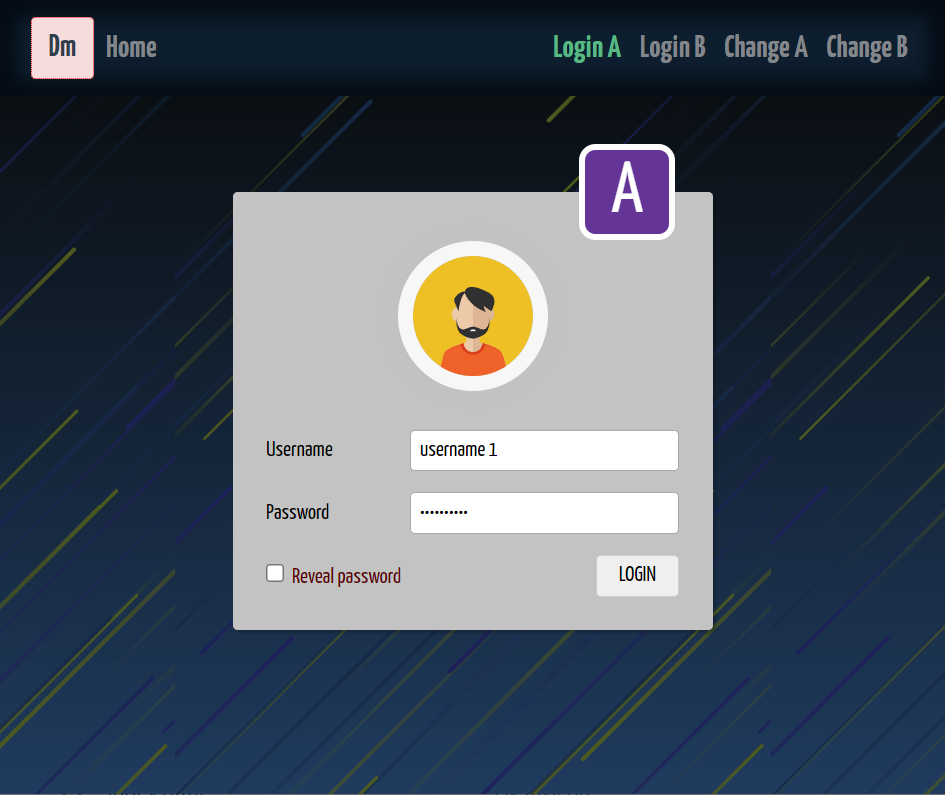 Dm Home Login A Login B Change A Change B
A
Username username 1
Password ••••••••••
Reveal password LOGIN